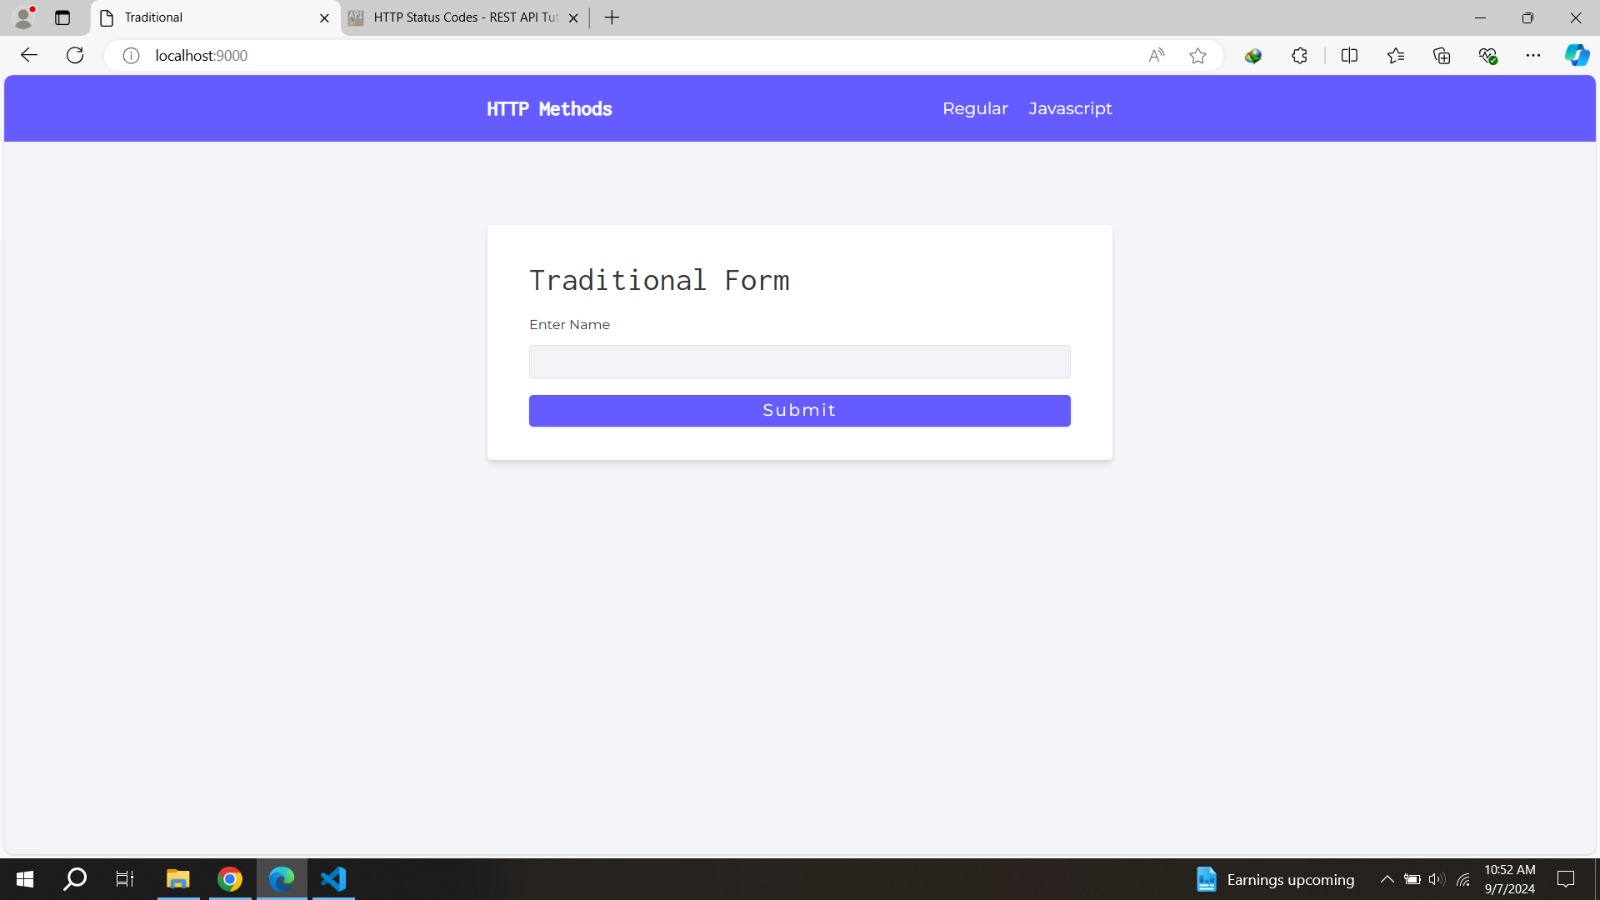 Traditional
HTTP Status Codes - REST API Tut
localhost:9000
HTTP Methods
Regular
Javascript
Traditional Form
Enter Name
Submit
Earnings upcoming
10:52 AM
9/7/2024